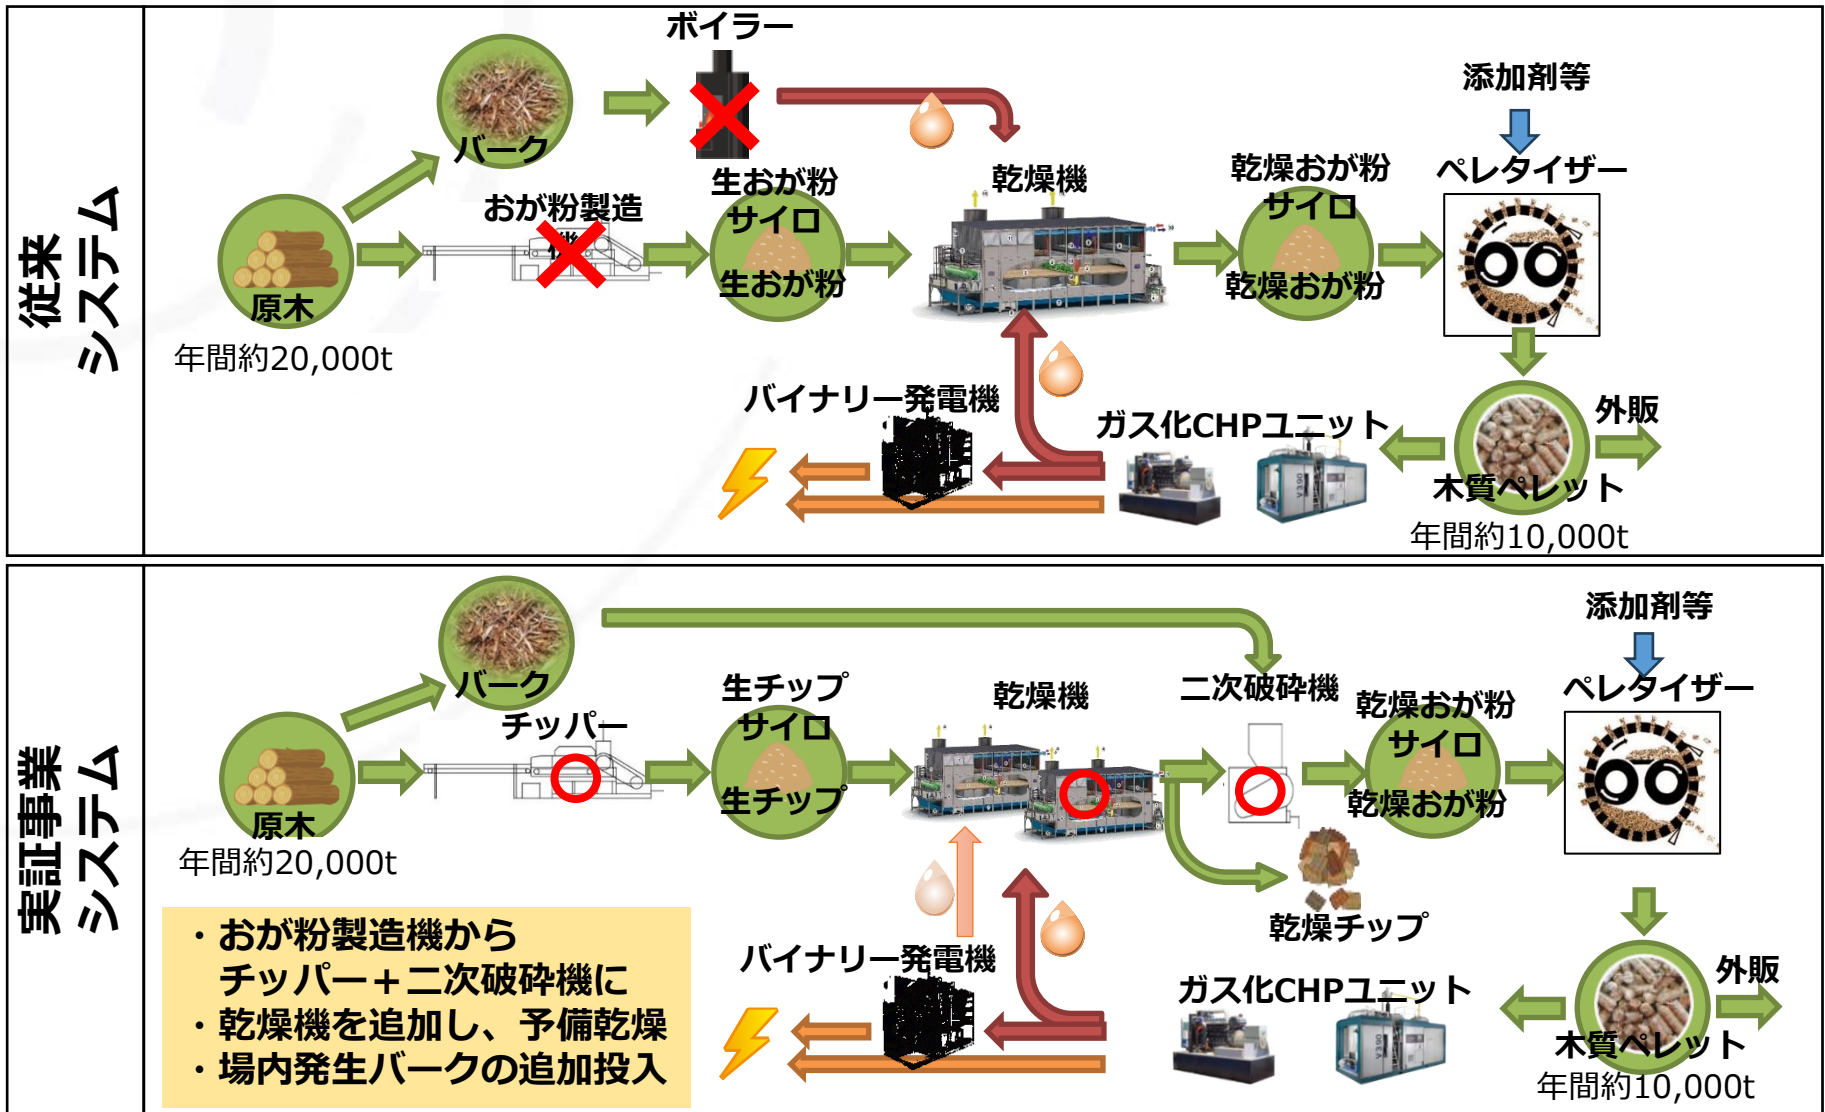 従来
システム
ボイラー
バーク
おが粉製造
機
原木
年間約20,000t
生おが粉
サイロ
生おが粉
乾燥機
乾燥おが粉
サイロ
乾燥おが粉
添加剤等
ペレタイザー
バイナリー発電機
ガス化CHPユニット
外販
木質ペレット
年間約10,000t
実証事業
システム
バーク
チッパー
原木
年間約20,000t
生チップ
サイロ
生チップ
乾燥機
二次破砕機
乾燥おが粉
サイロ
乾燥おが粉
添加剤等
ペレタイザー
乾燥チップ
バイナリー発電機
ガス化CHPユニット
外販
木質ペレット
年間約10,000t
・おが粉製造機から
チッパー＋二次破砕機に
・乾燥機を追加し、予備乾燥
・場内発生バークの追加投入